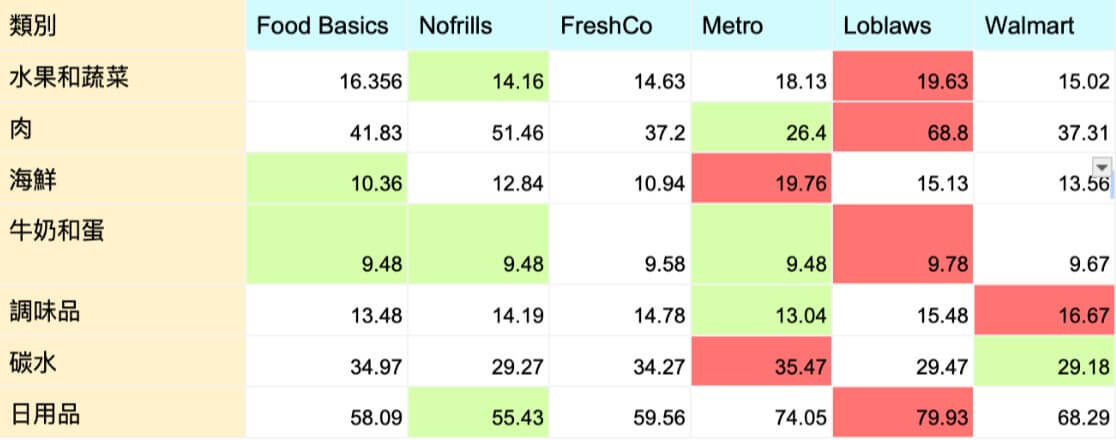 類別 Food Basics Nofrills FreshCo Metro Loblaws Walmart
水果和蔬菜 16.356 14.16 14.63 18.13 19.63 15.02
肉 41.83 51.46 37.2 26.4 68.8 37.31
海鮮 10.36 12.84 10.94 19.76 15.13 13.56
牛奶和蛋 9.48 9.48 9.58 9.48 9.78 9.67
調味品 13.48 14.19 14.78 13.04 15.48 16.67
碳水 34.97 29.27 34.27 35.47 29.47 29.18
日用品 58.09 55.43 59.56 74.05 79.93 68.29